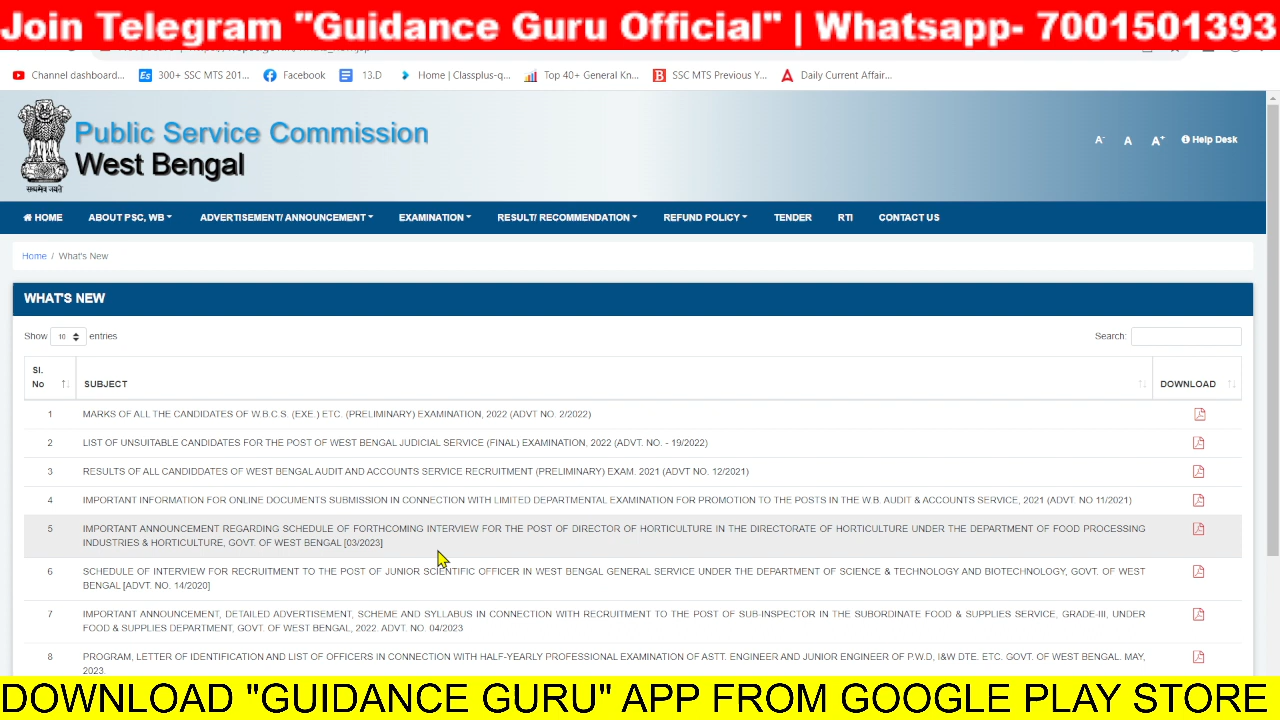 Join Telegram "Guidance Guru Official" | Whatsapp- 7001501393
Channel dashboard... 300+ SSC MTS 201... Facebook 13.D Home | Classplus-q... Top 40+ General Kn... SSC MTS Previous Y... Daily Current Affair...
Public Service Commission
West Bengal
सत्यमेव जयते
A- A A+ Help Desk
HOME ABOUT PSC, WB ADVERTISEMENT/ ANNOUNCEMENT EXAMINATION RESULT/ RECOMMENDATION REFUND POLICY TENDER RTI CONTACT US
Home / What's New
WHAT'S NEW
Show 10 entries Search:
Sl. No SUBJECT DOWNLOAD
1 MARKS OF ALL THE CANDIDATES OF W.B.C.S. (EXE.) ETC. (PRELIMINARY) EXAMINATION, 2022 (ADVT NO. 2/2022)
2 LIST OF UNSUITABLE CANDIDATES FOR THE POST OF WEST BENGAL JUDICIAL SERVICE (FINAL) EXAMINATION, 2022 (ADVT. NO. - 19/2022)
3 RESULTS OF ALL CANDIDDATES OF WEST BENGAL AUDIT AND ACCOUNTS SERVICE RECRUITMENT (PRELIMINARY) EXAM. 2021 (ADVT NO. 12/2021)
4 IMPORTANT INFORMATION FOR ONLINE DOCUMENTS SUBMISSION IN CONNECTION WITH LIMITED DEPARTMENTAL EXAMINATION FOR PROMOTION TO THE POSTS IN THE W.B. AUDIT & ACCOUNTS SERVICE, 2021 (ADVT. NO 11/2021)
5 IMPORTANT ANNOUNCEMENT REGARDING SCHEDULE OF FORTHCOMING INTERVIEW FOR THE POST OF DIRECTOR OF HORTICULTURE IN THE DIRECTORATE OF HORTICULTURE UNDER THE DEPARTMENT OF FOOD PROCESSING
INDUSTRIES & HORTICULTURE, GOVT. OF WEST BENGAL [03/2023]
6 SCHEDULE OF INTERVIEW FOR RECRUITMENT TO THE POST OF JUNIOR SCIENTIFIC OFFICER IN WEST BENGAL GENERAL SERVICE UNDER THE DEPARTMENT OF SCIENCE & TECHNOLOGY AND BIOTECHNOLOGY, GOVT. OF WEST
BENGAL [ADVT. NO. 14/2020]
7 IMPORTANT ANNOUNCEMENT, DETAILED ADVERTISEMENT, SCHEME AND SYLLABUS IN CONNECTION WITH RECRUITMENT TO THE POST OF SUB-INSPECTOR IN THE SUBORDINATE FOOD & SUPPLIES SERVICE, GRADE-III, UNDER
FOOD & SUPPLIES DEPARTMENT, GOVT. OF WEST BENGAL, 2022. ADVT. NO. 04/2023
8 PROGRAM, LETTER OF IDENTIFICATION AND LIST OF OFFICERS IN CONNECTION WITH HALF-YEARLY PROFESSIONAL EXAMINATION OF ASTT. ENGINEER AND JUNIOR ENGINEER OF P.W.D, I&W DTE. ETC. GOVT. OF WEST BENGAL. MAY,
2023.
DOWNLOAD "GUIDANCE GURU" APP FROM GOOGLE PLAY STORE